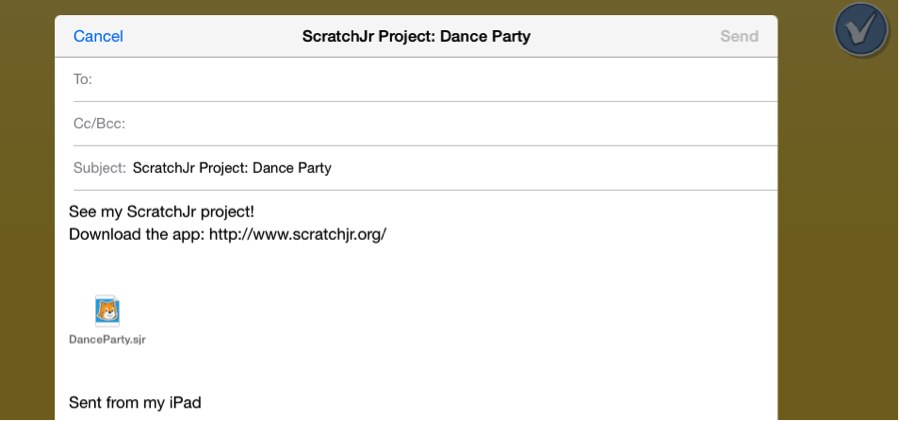 Cancel ScratchJr Project: Dance Party Send
To:
Cc/Bcc:
Subject: ScratchJr Project: Dance Party
See my ScratchJr project!
Download the app: http://www.scratchjr.org/
DanceParty.sjr
Sent from my iPad